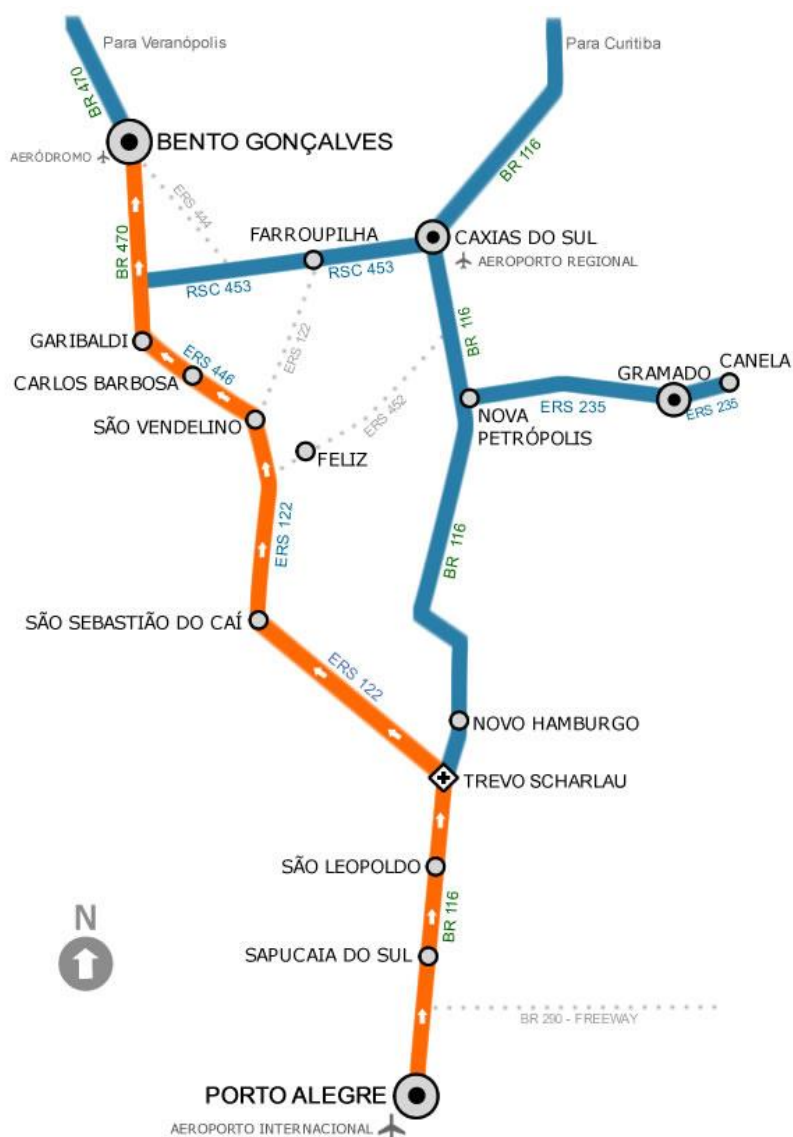 Para Veranópolis
Para Curitiba
BR 470
BR 116
BENTO GONÇALVES
AERÓDROMO
ERS 444
FARROUPILHA
CAXIAS DO SUL
AEROPORTO REGIONAL
BR 470
RSC 453
RSC 453
BR 116
GARIBALDI
ERS 446
ERS 122
CARLOS BARBOSA
GRAMADO
CANELA
ERS 235
ERS 235
SÃO VENDELINO
ERS 452
NOVA
PETRÓPOLIS
FELIZ
ERS 122
BR 116
SÃO SEBASTIÃO DO CAÍ
ERS 122
NOVO HAMBURGO
TREVO SCHARLAU
SÃO LEOPOLDO
BR 116
N
SAPUCAIA DO SUL
BR 290 - FREEWAY
PORTO ALEGRE
AEROPORTO INTERNACIONAL